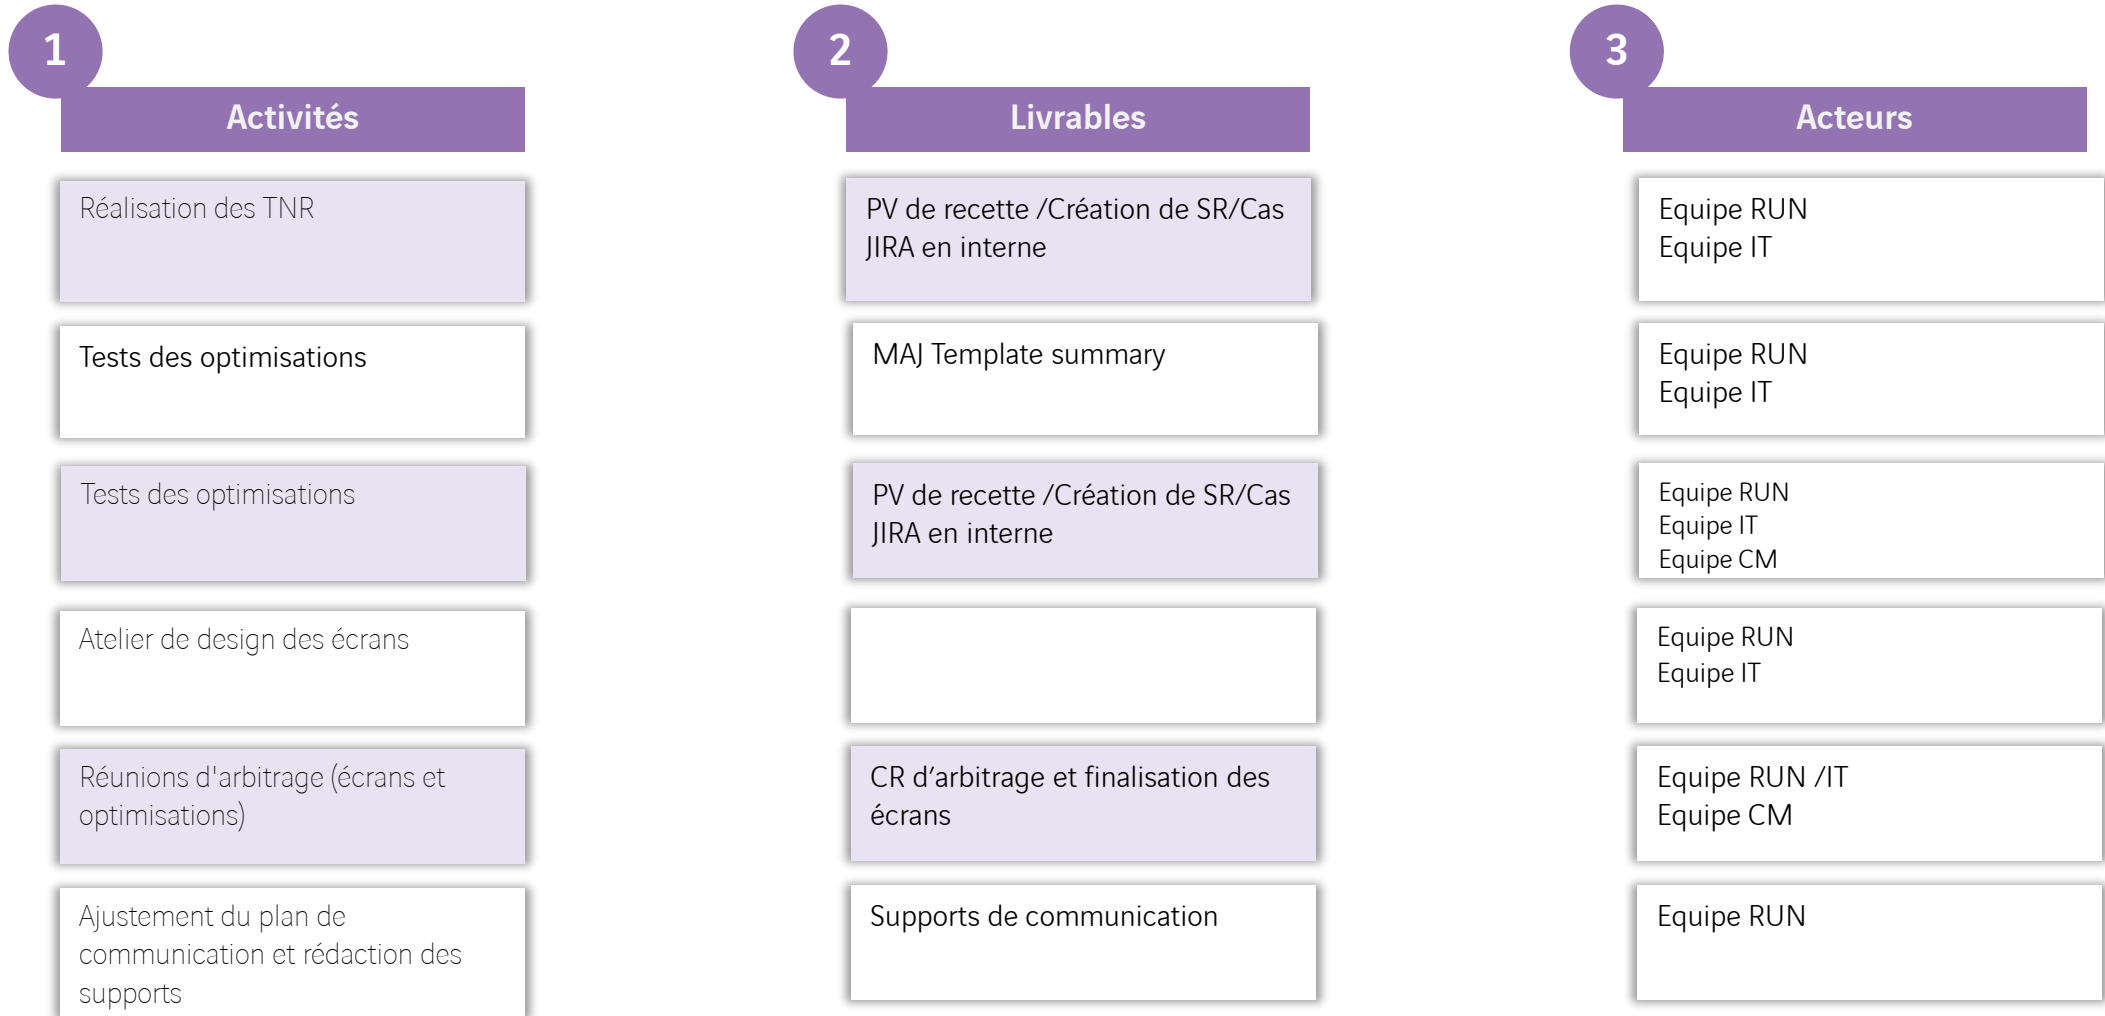 1
Activités
Réalisation des TNR
Tests des optimisations
Tests des optimisations
Atelier de design des écrans
Réunions d'arbitrage (écrans et
optimisations)
Ajustement du plan de
communication et rédaction des
supports
2
Livrables
PV de recette /Création de SR/Cas
JIRA en interne
MAJ Template summary
PV de recette /Création de SR/Cas
JIRA en interne
CR d’arbitrage et finalisation des
écrans
Supports de communication
3
Acteurs
Equipe RUN
Equipe IT
Equipe RUN
Equipe IT
Equipe RUN
Equipe IT
Equipe CM
Equipe RUN
Equipe IT
Equipe RUN /IT
Equipe CM
Equipe RUN